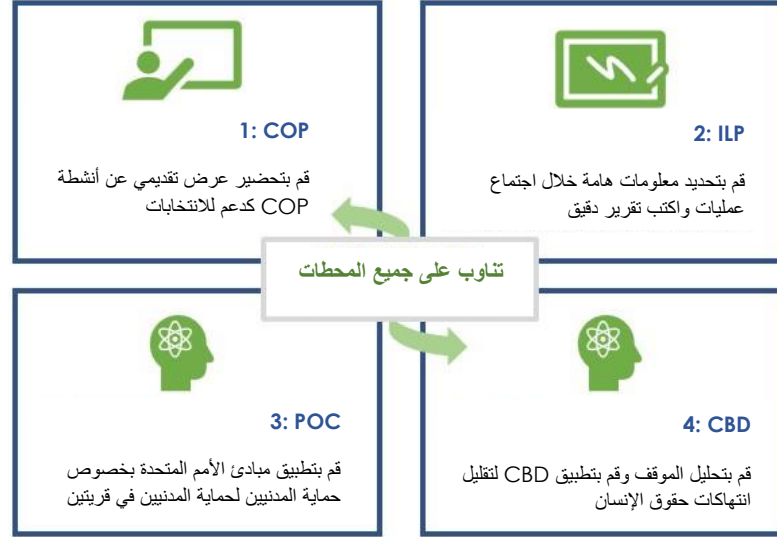 1: COP
قم بتحضير عرض تقديمي عن أنشطة
COP كدعم للانتخابات
2: ILP
قم بتحديد معلومات هامة خلال اجتماع
عمليات واكتب تقرير دقيق
تناوب على جميع المحطات
3: POC
قم بتطبيق مبادئ الأمم المتحدة بخصوص
حماية المدنيين لحماية المدنيين في قريتين
4: CBD
قم بتحليل الموقف وقم بتطبيق CBD لتقليل
انتهاكات حقوق الإنسان